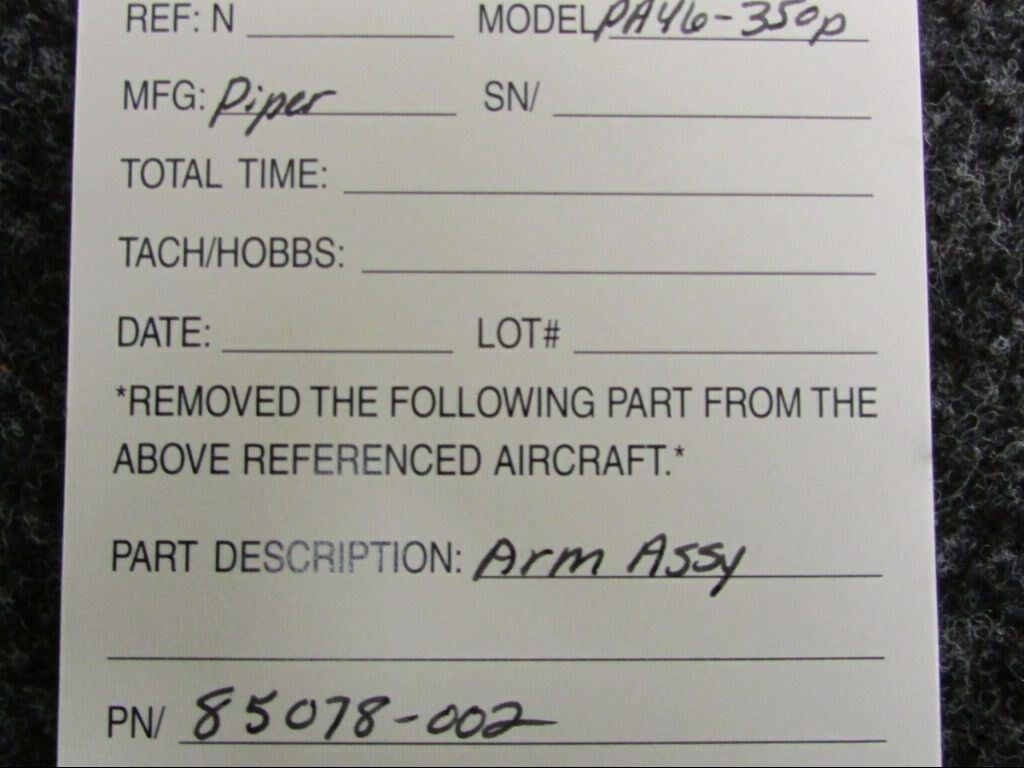 REF: N MODEL PA46-350p
MFG: Piper SN/
TOTAL TIME:
TACH/HOBBS:
DATE: LOT#
*REMOVED THE FOLLOWING PART FROM THE
ABOVE REFERENCED AIRCRAFT.*
PART DESCRIPTION: Arm Assy
PN/ 85078-002